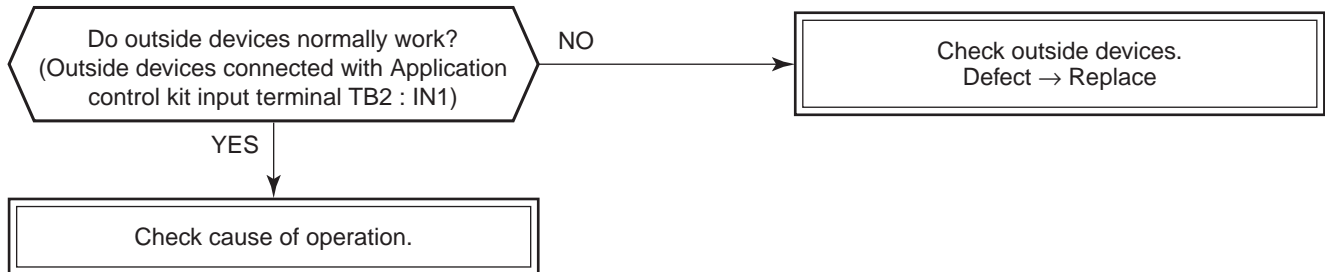 Do outside devices normally work?
(Outside devices connected with Application
control kit input terminal TB2 : IN1)
NO
Check outside devices.
Defect → Replace
YES
Check cause of operation.